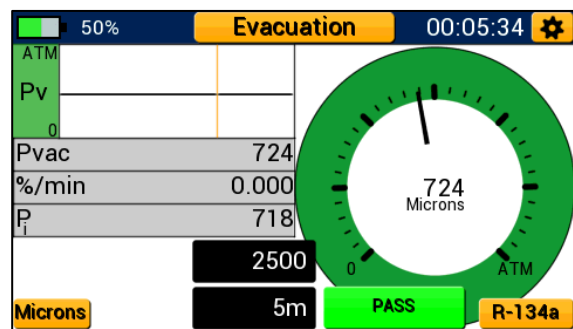 50% Evacuation 00:05:34
ATM
Pv
0
Pvac 724
%/min 0.000
Pi 718
724
Microns
0 ATM
2500
5m
PASS
Microns
R-134a